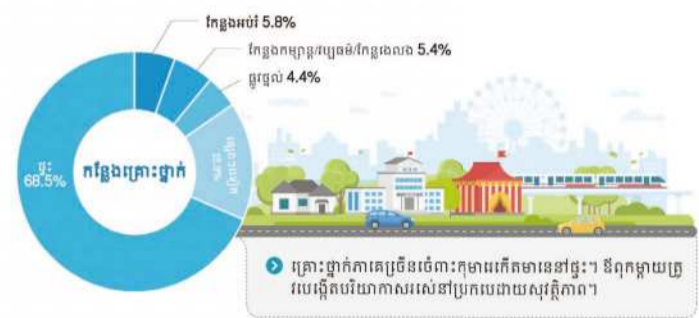 កន្លែងអប់រំ 5.8%
កន្លែងកម្សាន្ត/វប្បធម៌/កន្លែងលេង 5.4%
ផ្លូវថ្នល់ 4.4%
ផ្ទះ
68.5%
កន្លែងគ្រោះថ្នាក់
គ្រោះថ្នាក់ភាគច្រើនចំពោះកុមារកើតមាននៅផ្ទះ។ ឪពុកម្តាយត្រូ
វបង្កើតបរិយាកាសរស់នៅប្រកបដោយសុវត្ថិភាព។